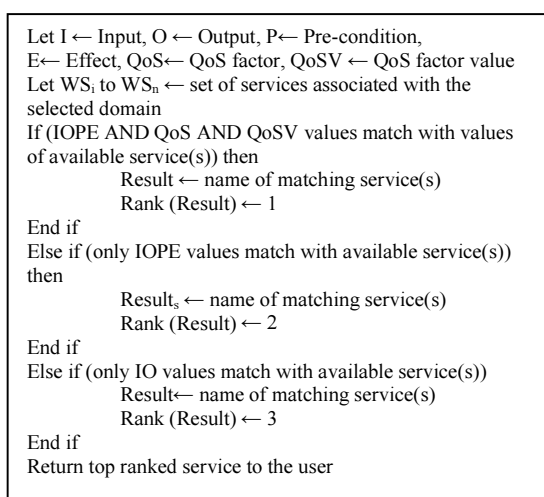 Let I ← Input, O ← Output, P← Pre-condition,
E← Effect, QoS← QoS factor, QoSV ← QoS factor value
Let WSi to WSn ← set of services associated with the
selected domain
If (IOPE AND QoS AND QoSV values match with values
of available service(s)) then
Result ← name of matching service(s)
Rank (Result) ← 1
End if
Else if (only IOPE values match with available service(s))
then
Results ← name of matching service(s)
Rank (Result) ← 2
End if
Else if (only IO values match with available service(s))
Result← name of matching service(s)
Rank (Result) ← 3
End if
Return top ranked service to the user